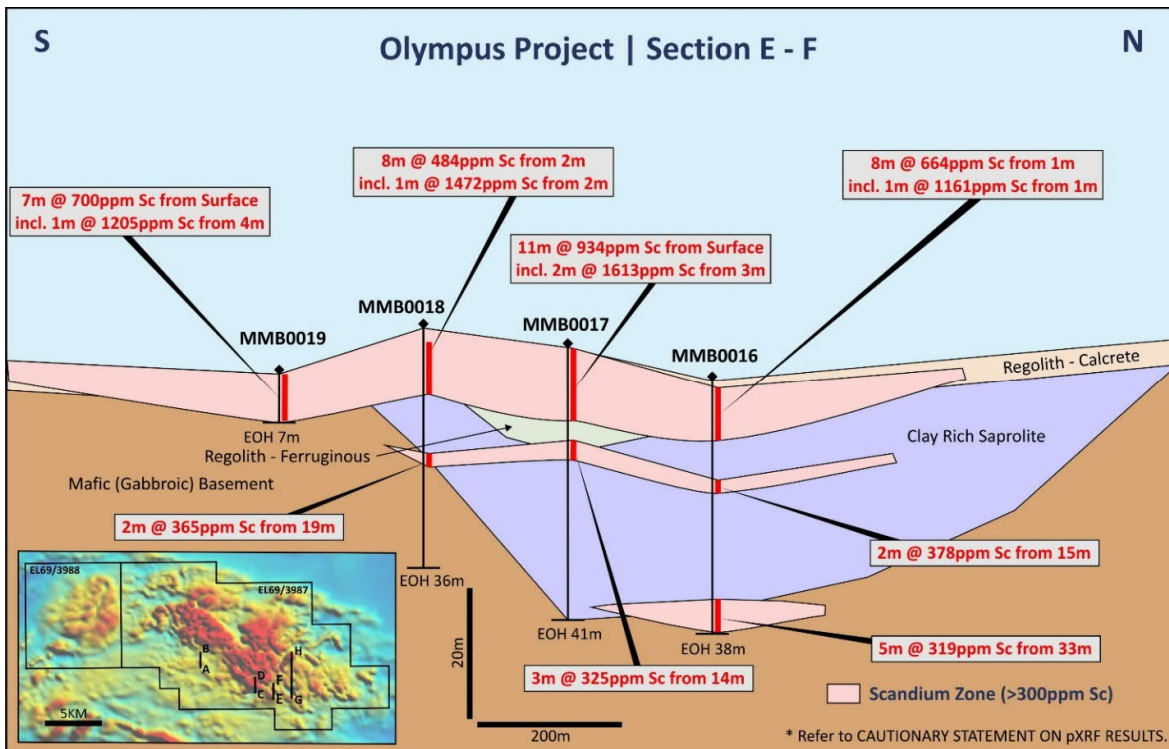 S
Olympus Project | Section E - F
N
8m @ 484ppm Sc from 2m
incl. 1m @ 1472ppm Sc from 2m
8m @ 664ppm Sc from 1m
incl. 1m @ 1161ppm Sc from 1m
7m @ 700ppm Sc from Surface
incl. 1m @ 1205ppm Sc from 4m
11m @ 934ppm Sc from Surface
incl. 2m @ 1613ppm Sc from 3m
MMB0018
MMB0017
MMB0019
MMB0016
Regolith - Calcrete
EOH 7m
Regolith - Ferruginous
Clay Rich Saprolite
Mafic (Gabbroic) Basement
2m @ 365ppm Sc from 19m
2m @ 378ppm Sc from 15m
EL69/3988
EL69/3987
EOH 36m
EOH 41m
EOH 38m
20m
B
A
H
D
F
C
E
G
5KM
3m @ 325ppm Sc from 14m
5m @ 319ppm Sc from 33m
Scandium Zone (>300ppm Sc)
200m
* Refer to CAUTIONARY STATEMENT ON pXRF RESULTS.